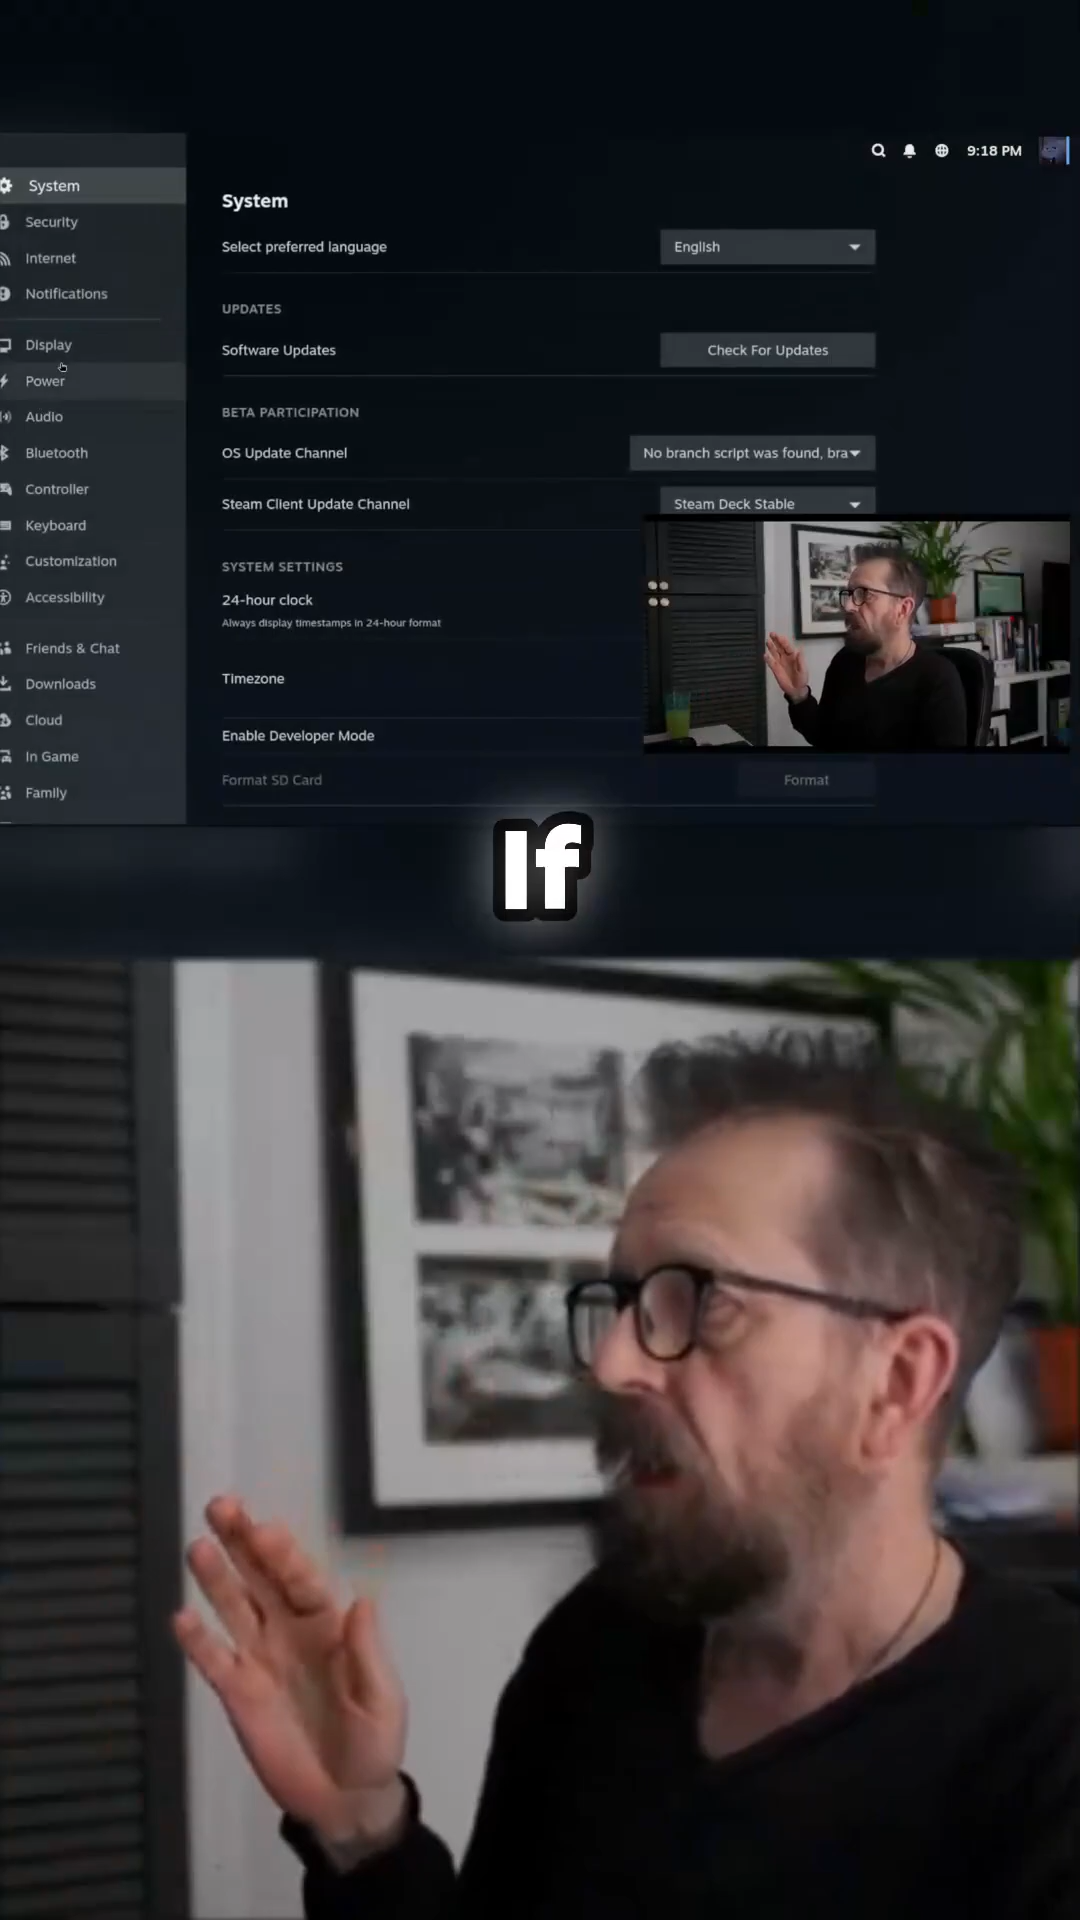 9:18 PM
System
Security
Internet
Notifications
Display
Power
Audio
Bluetooth
Controller
Keyboard
Customization
Accessibility
Friends & Chat
Downloads
Cloud
In Game
Family
System
Select preferred language
English
UPDATES
Software Updates
Check For Updates
BETA PARTICIPATION
OS Update Channel
No branch script was found, bra
Steam Client Update Channel
Steam Deck Stable
SYSTEM SETTINGS
24-hour clock
Always display timestamps in 24-hour format
Timezone
Enable Developer Mode
Format SD Card
Format
If